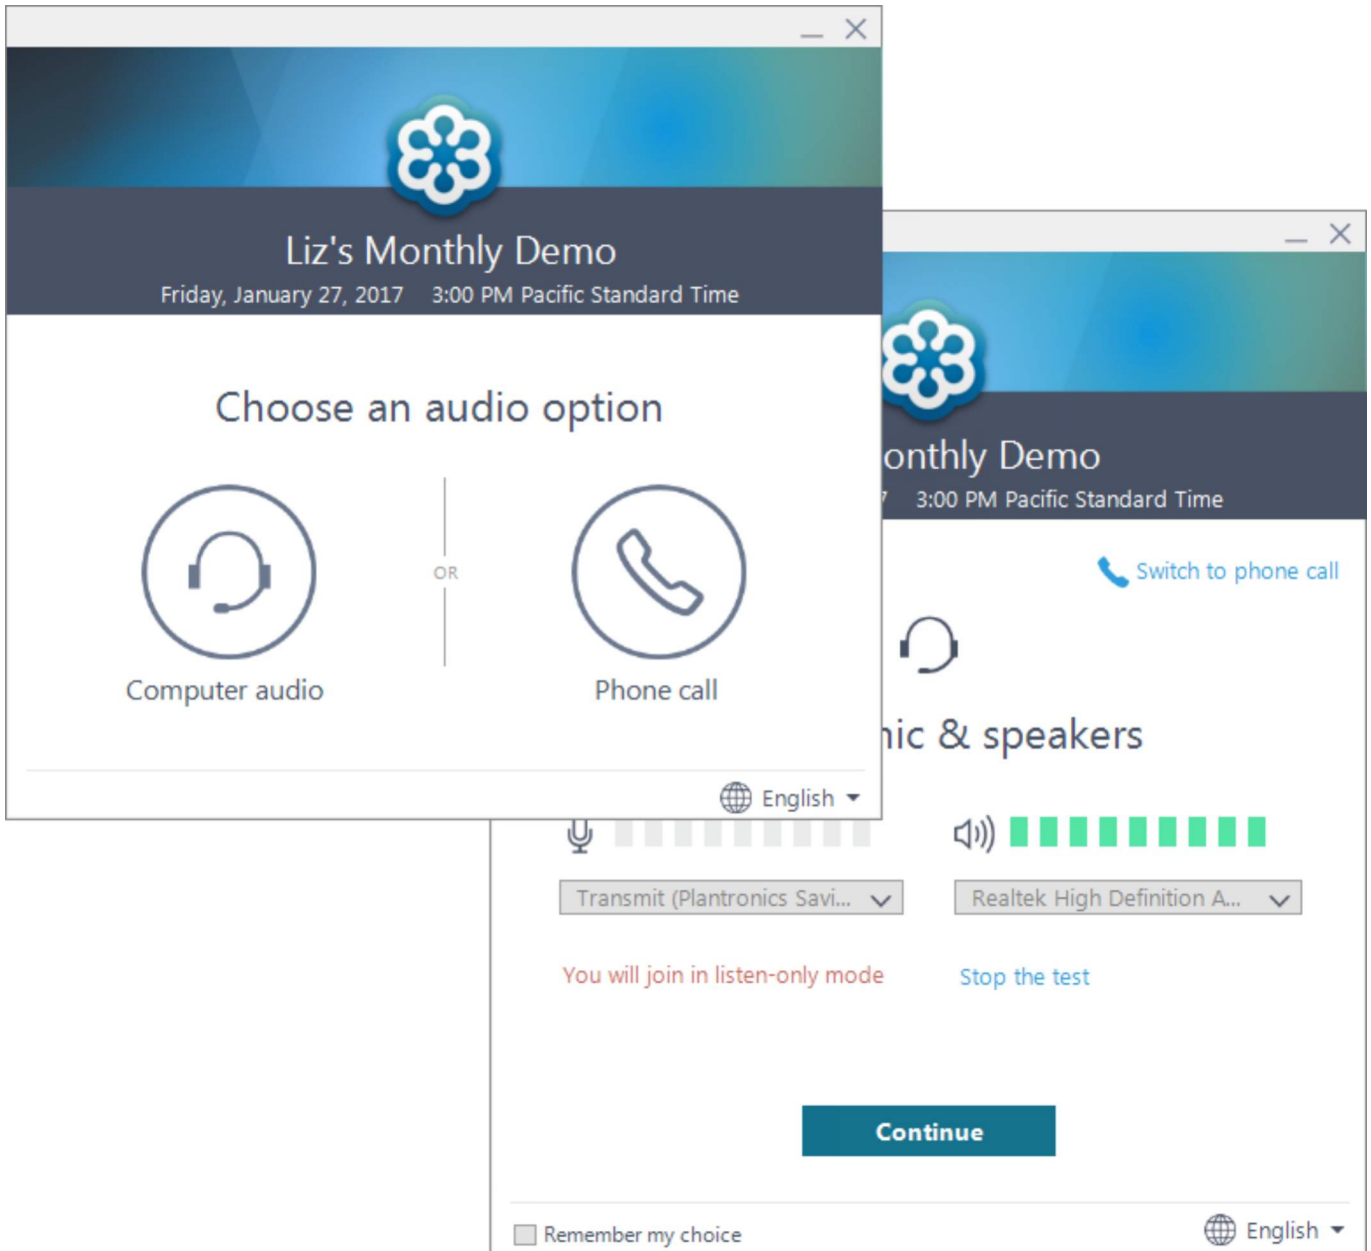 Liz's Monthly Demo
Friday, January 27, 2017 3:00 PM Pacific Standard Time
Choose an audio option
OR
Computer audio
Phone call
English
onthly Demo
3:00 PM Pacific Standard Time
Switch to phone call
& speakers
Transmit (Plantronics Savi...
Realtek High Definition A...
You will join in listen-only mode
Stop the test
Continue
Remember my choice
English